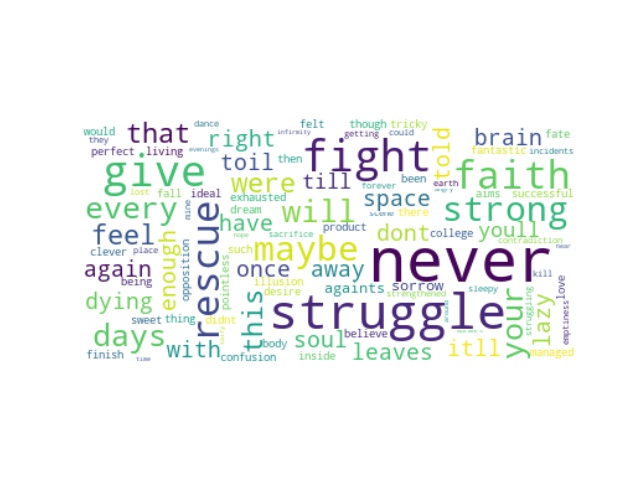 would
they
that
dance
felt
though
tricky
infirmity
getting
could
perfect
living
evenings
right
then
fight
told
brain
fate
fantastic
incidents
give
toil
were
till
been
forever
earth
angry
faith
lost
fall
ideal
mine
exhausted
dream
space
aims
successful
every
have
will
scene
there
strong
feel
rescue
hope
sacrifice
product
dont
college
youll
contradiction
clever
place
enough
opposition
such
maybe
never
near
again
being
pointless
once
away
kill
illusion
desire
againts
sorrow
strengthened
sleepy
love
dying
this
struggle
around
your
struggling
lazy
emptiness
sweet
thing
didnt
days
body
soul
believe
itll
finish
time
with
confusion
inside
leaves
managed